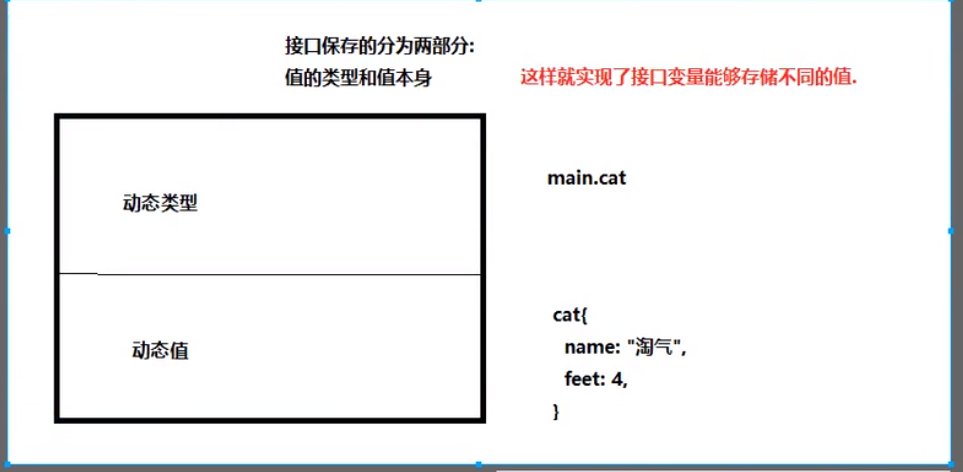 接口保存的分为两部分:
值的类型和值本身
这样就实现了接口变量能够存储不同的值.
动态类型
main.cat
动态值
cat{
name: "淘气",
feet: 4,
}